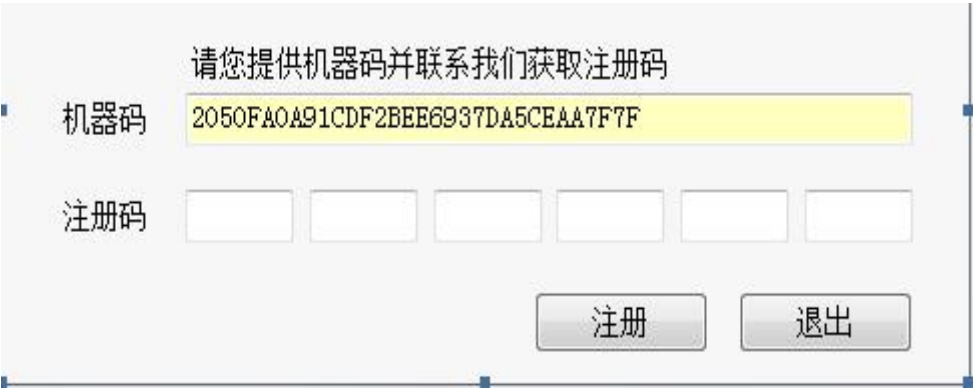 请您提供机器码并联系我们获取注册码
机器码 2050FA0A91CDF2BEE6937DA5CEAA7F7F
注册码
注册 退出